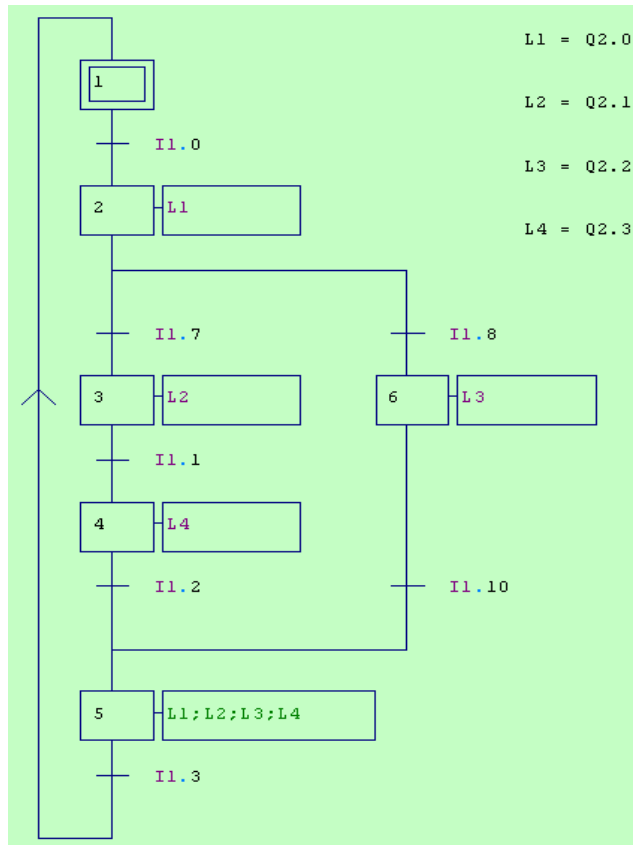 L1 = Q2.0
1
L2 = Q2.1
I1.0
L3 = Q2.2
2 L1
L4 = Q2.3
I1.7 I1.8
3 L2 6 L3
I1.1
4 L4
I1.2 I1.10
5 L1;L2;L3;L4
I1.3